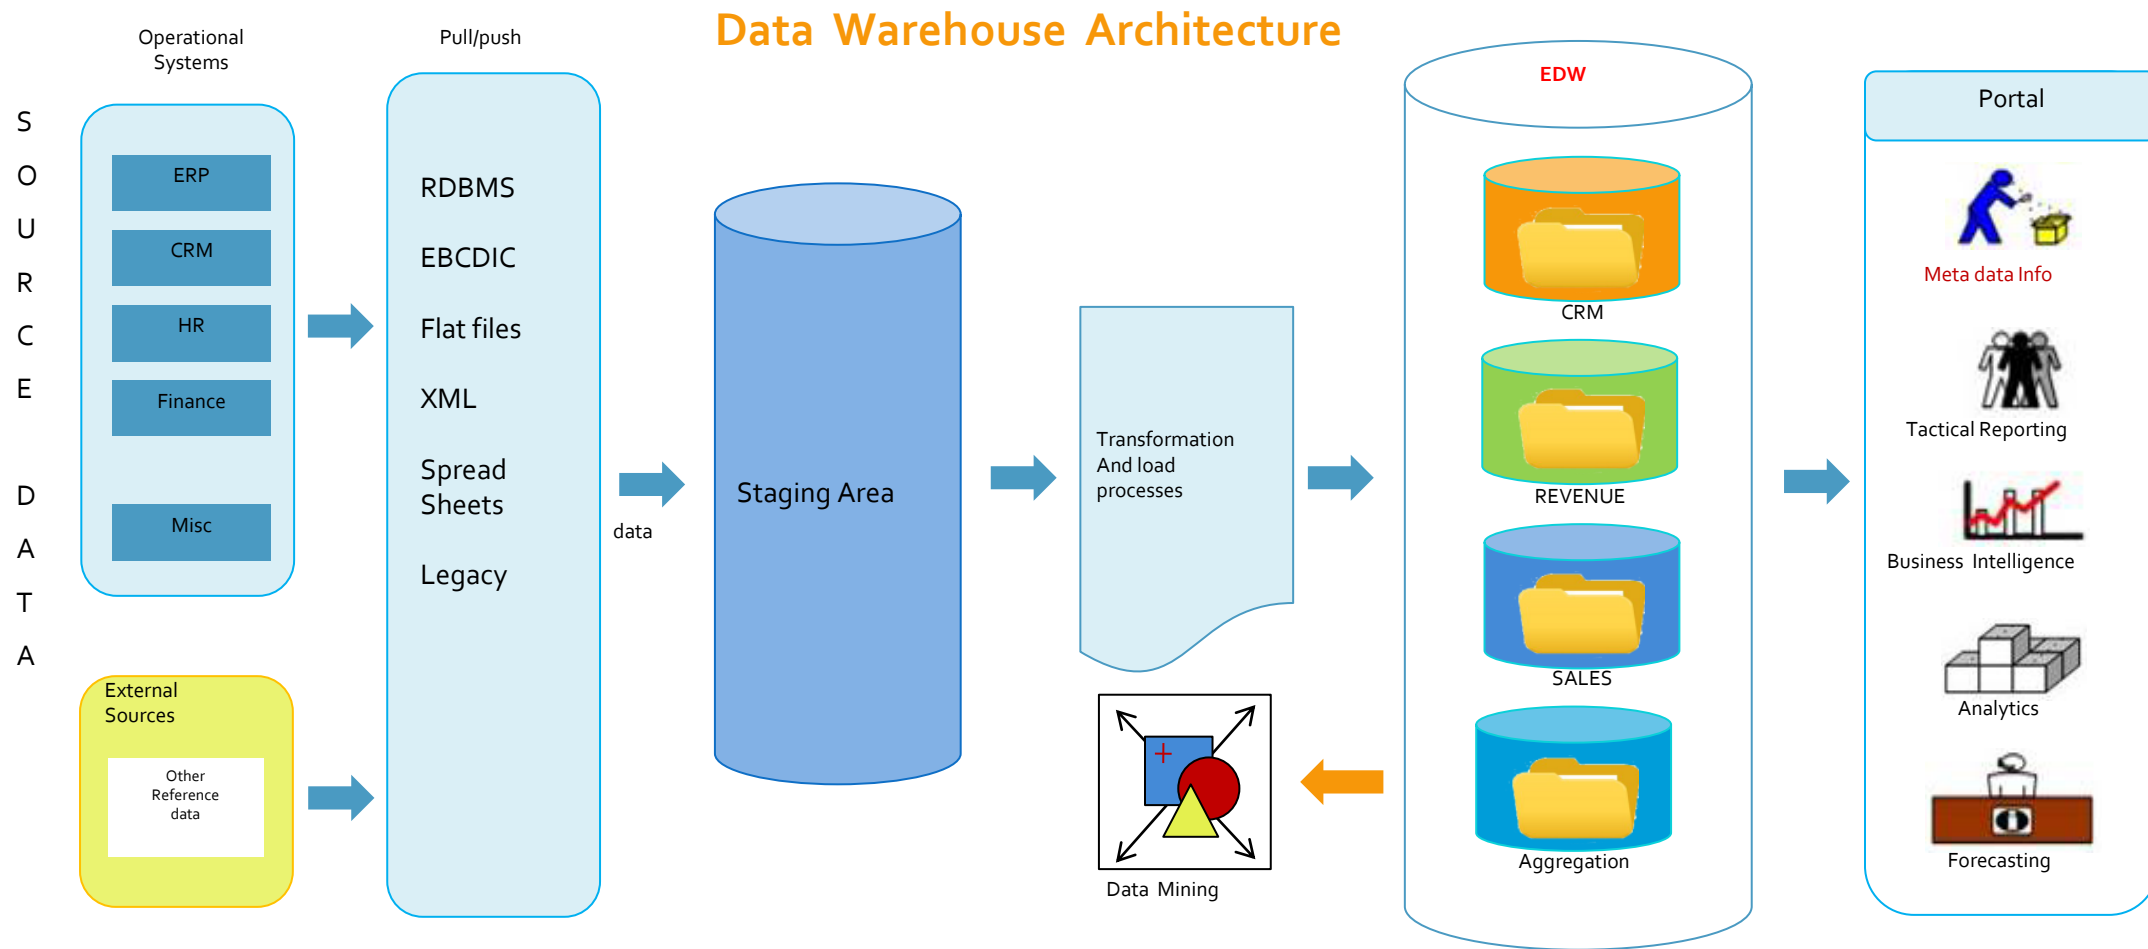 Data Warehouse Architecture
Operational
Systems
Pull/push
S
O
U
R
C
E
D
A
T
A
ERP
CRM
HR
Finance
Misc
External
Sources
Other
Reference
data
RDBMS
EBCDIC
Flat files
XML
Spread
Sheets
Legacy
data
Staging Area
Transformation
And load
processes
Data Mining
EDW
CRM
REVENUE
SALES
Aggregation
Portal
Meta data Info
Tactical Reporting
Business Intelligence
Analytics
Forecasting